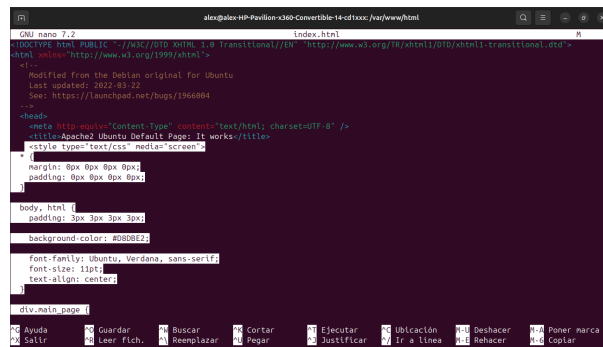 alex@alex-HP-Pavilion-x360-Convertible-14-cd1xxx: /var/www/html
GNU nano 7.2 index.html M
<!DOCTYPE html PUBLIC "-//W3C//DTD XHTML 1.0 Transitional//EN" "http://www.w3.org/TR/xhtml1/DTD/xhtml1-transitional.dtd">
<html xmlns="http://www.w3.org/1999/xhtml">
<!--
Modified from the Debian original for Ubuntu
Last updated: 2022-03-22
See: https://launchpad.net/bugs/1966004
-->
<head>
<meta http-equiv="Content-Type" content="text/html; charset=UTF-8" />
<title>Apache2 Ubuntu Default Page: It works</title>
<style type="text/css" media="screen">
* {
margin: 0px 0px 0px 0px;
padding: 0px 0px 0px 0px;
}
body, html {
padding: 3px 3px 3px 3px;
background-color: #D8DBE2;
font-family: Ubuntu, Verdana, sans-serif;
font-size: 11pt;
text-align: center;
}
div.main_page {
^G Ayuda ^O Guardar ^W Buscar ^K Cortar ^T Ejecutar ^C Ubicación M-U Deshacer M-A Poner marca
^X Salir ^R Leer fich. ^\ Reemplazar ^U Pegar ^J Justificar ^/ Ir a línea M-E Rehacer M-6 Copiar